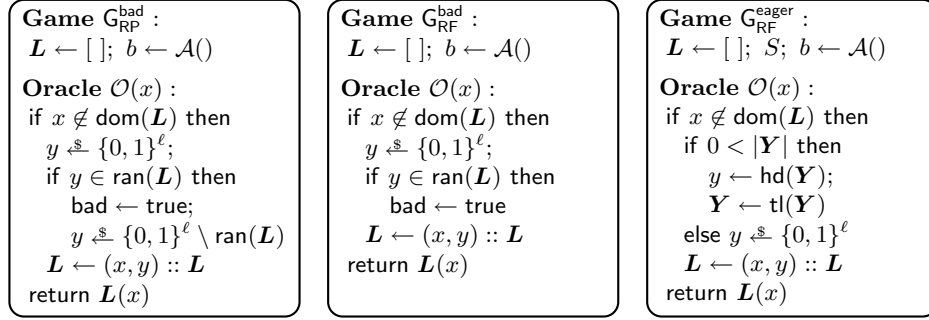 Game G_RP^bad :
L ← [ ]; b ← A()
Oracle O(x) :
if x ∉ dom(L) then
y ←$ {0, 1}^ℓ;
if y ∈ ran(L) then
bad ← true;
y ←$ {0, 1}^ℓ \ ran(L)
L ← (x, y) :: L
return L(x)
Game G_RF^bad :
L ← [ ]; b ← A()
Oracle O(x) :
if x ∉ dom(L) then
y ←$ {0, 1}^ℓ;
if y ∈ ran(L) then
bad ← true
L ← (x, y) :: L
return L(x)
Game G_RF^eager :
L ← [ ]; S; b ← A()
Oracle O(x) :
if x ∉ dom(L) then
if 0 < |Y| then
y ← hd(Y);
Y ← tl(Y)
else y ←$ {0, 1}^ℓ
L ← (x, y) :: L
return L(x)